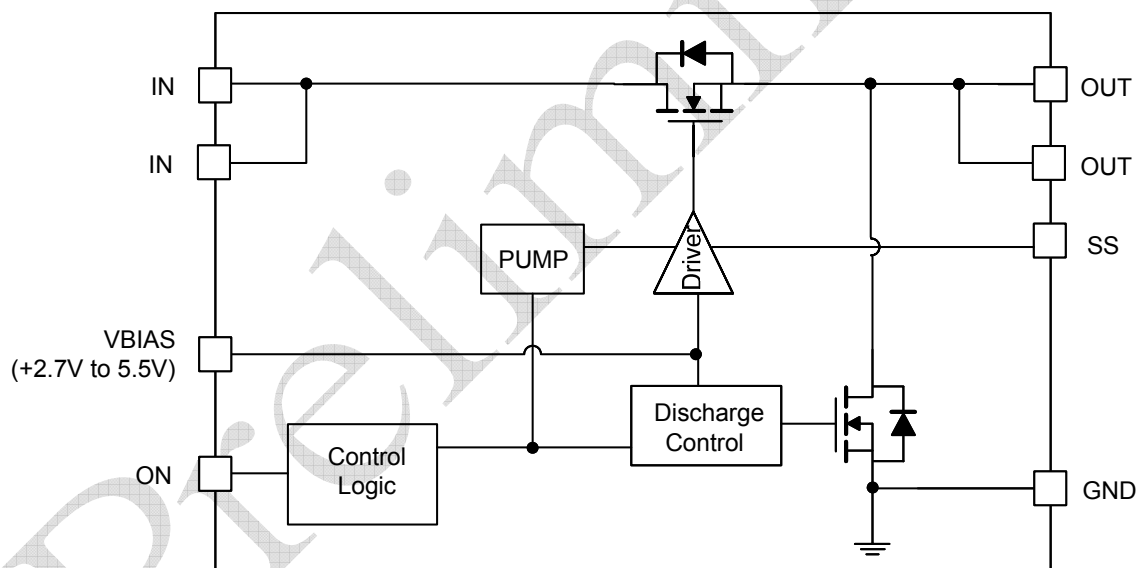 IN
OUT
IN
OUT
PUMP
Driver
SS
VBIAS
(+2.7V to 5.5V)
Discharge
Control
Control
Logic
ON
GND
Prelimin